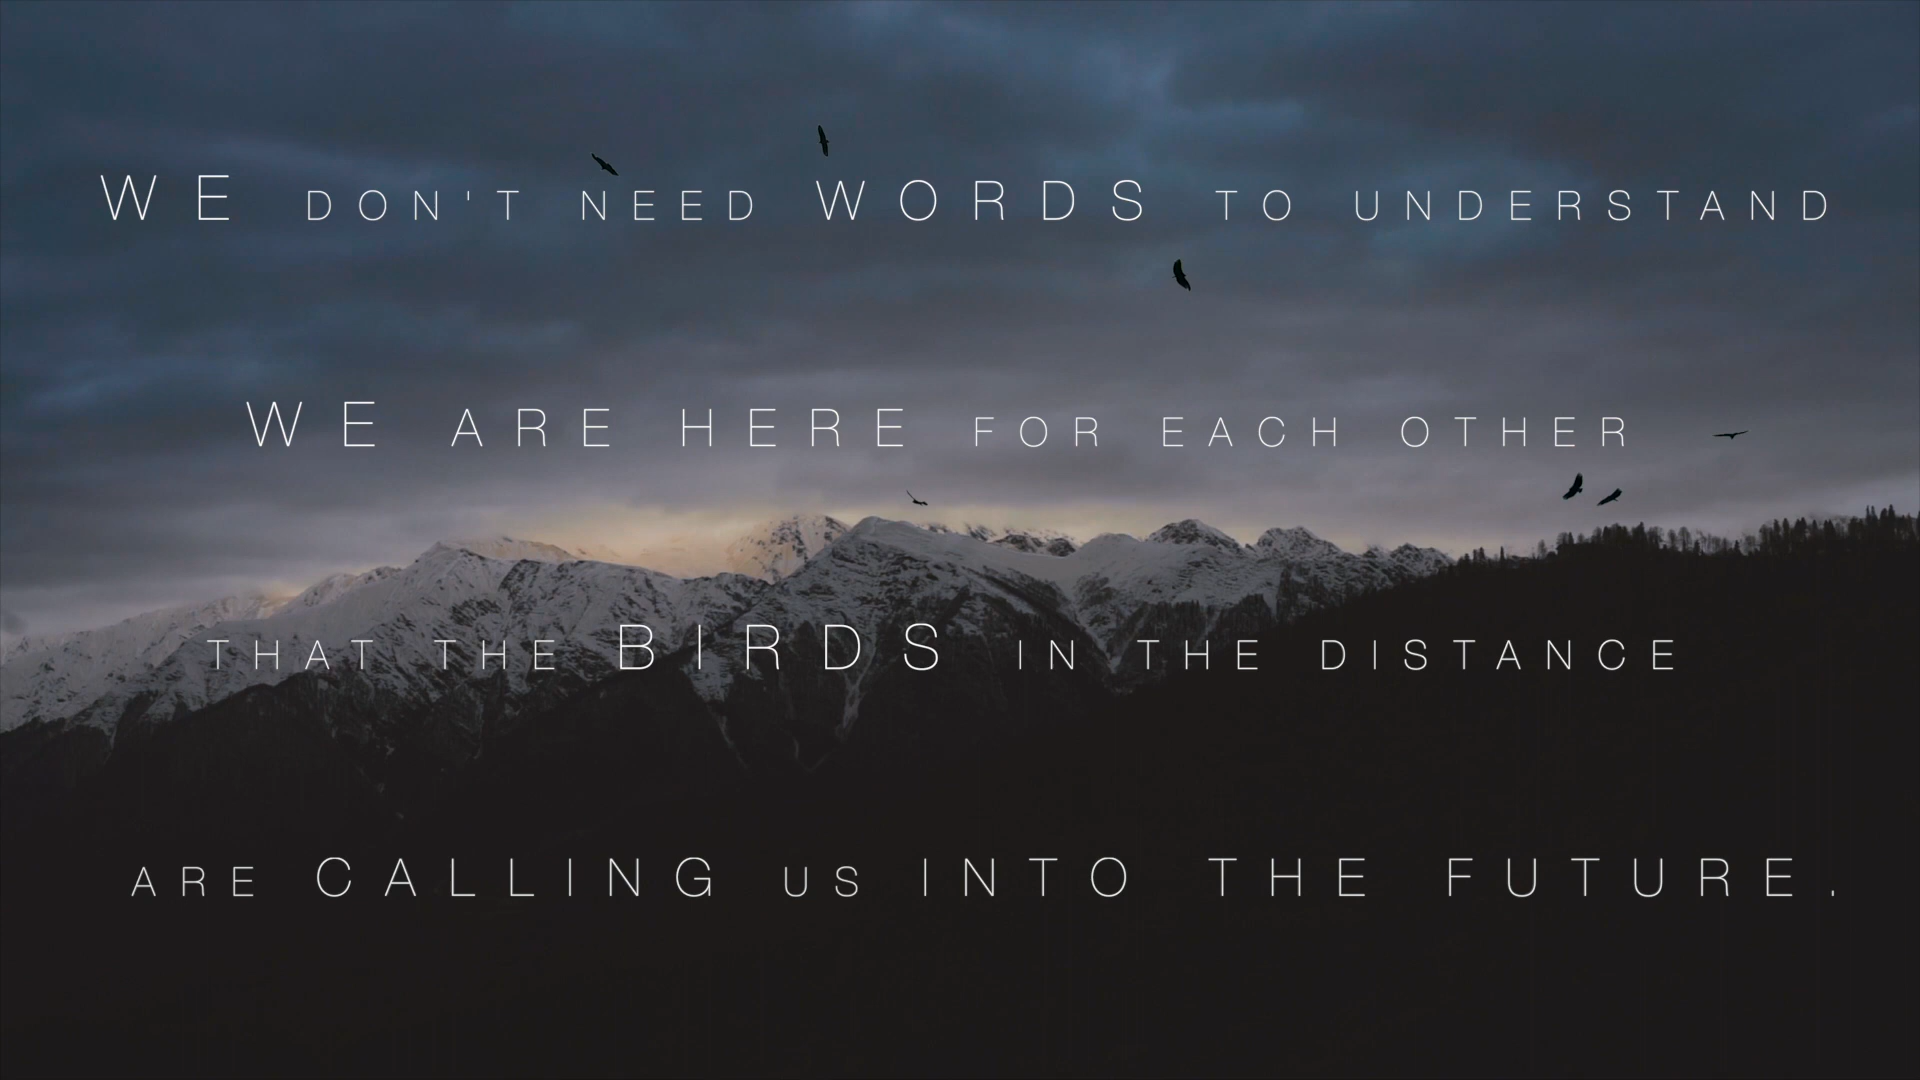 WE DON'T NEED WORDS TO UNDERSTAND
WE ARE HERE FOR EACH OTHER
THAT THE BIRDS IN THE DISTANCE
ARE CALLING US INTO THE FUTURE.